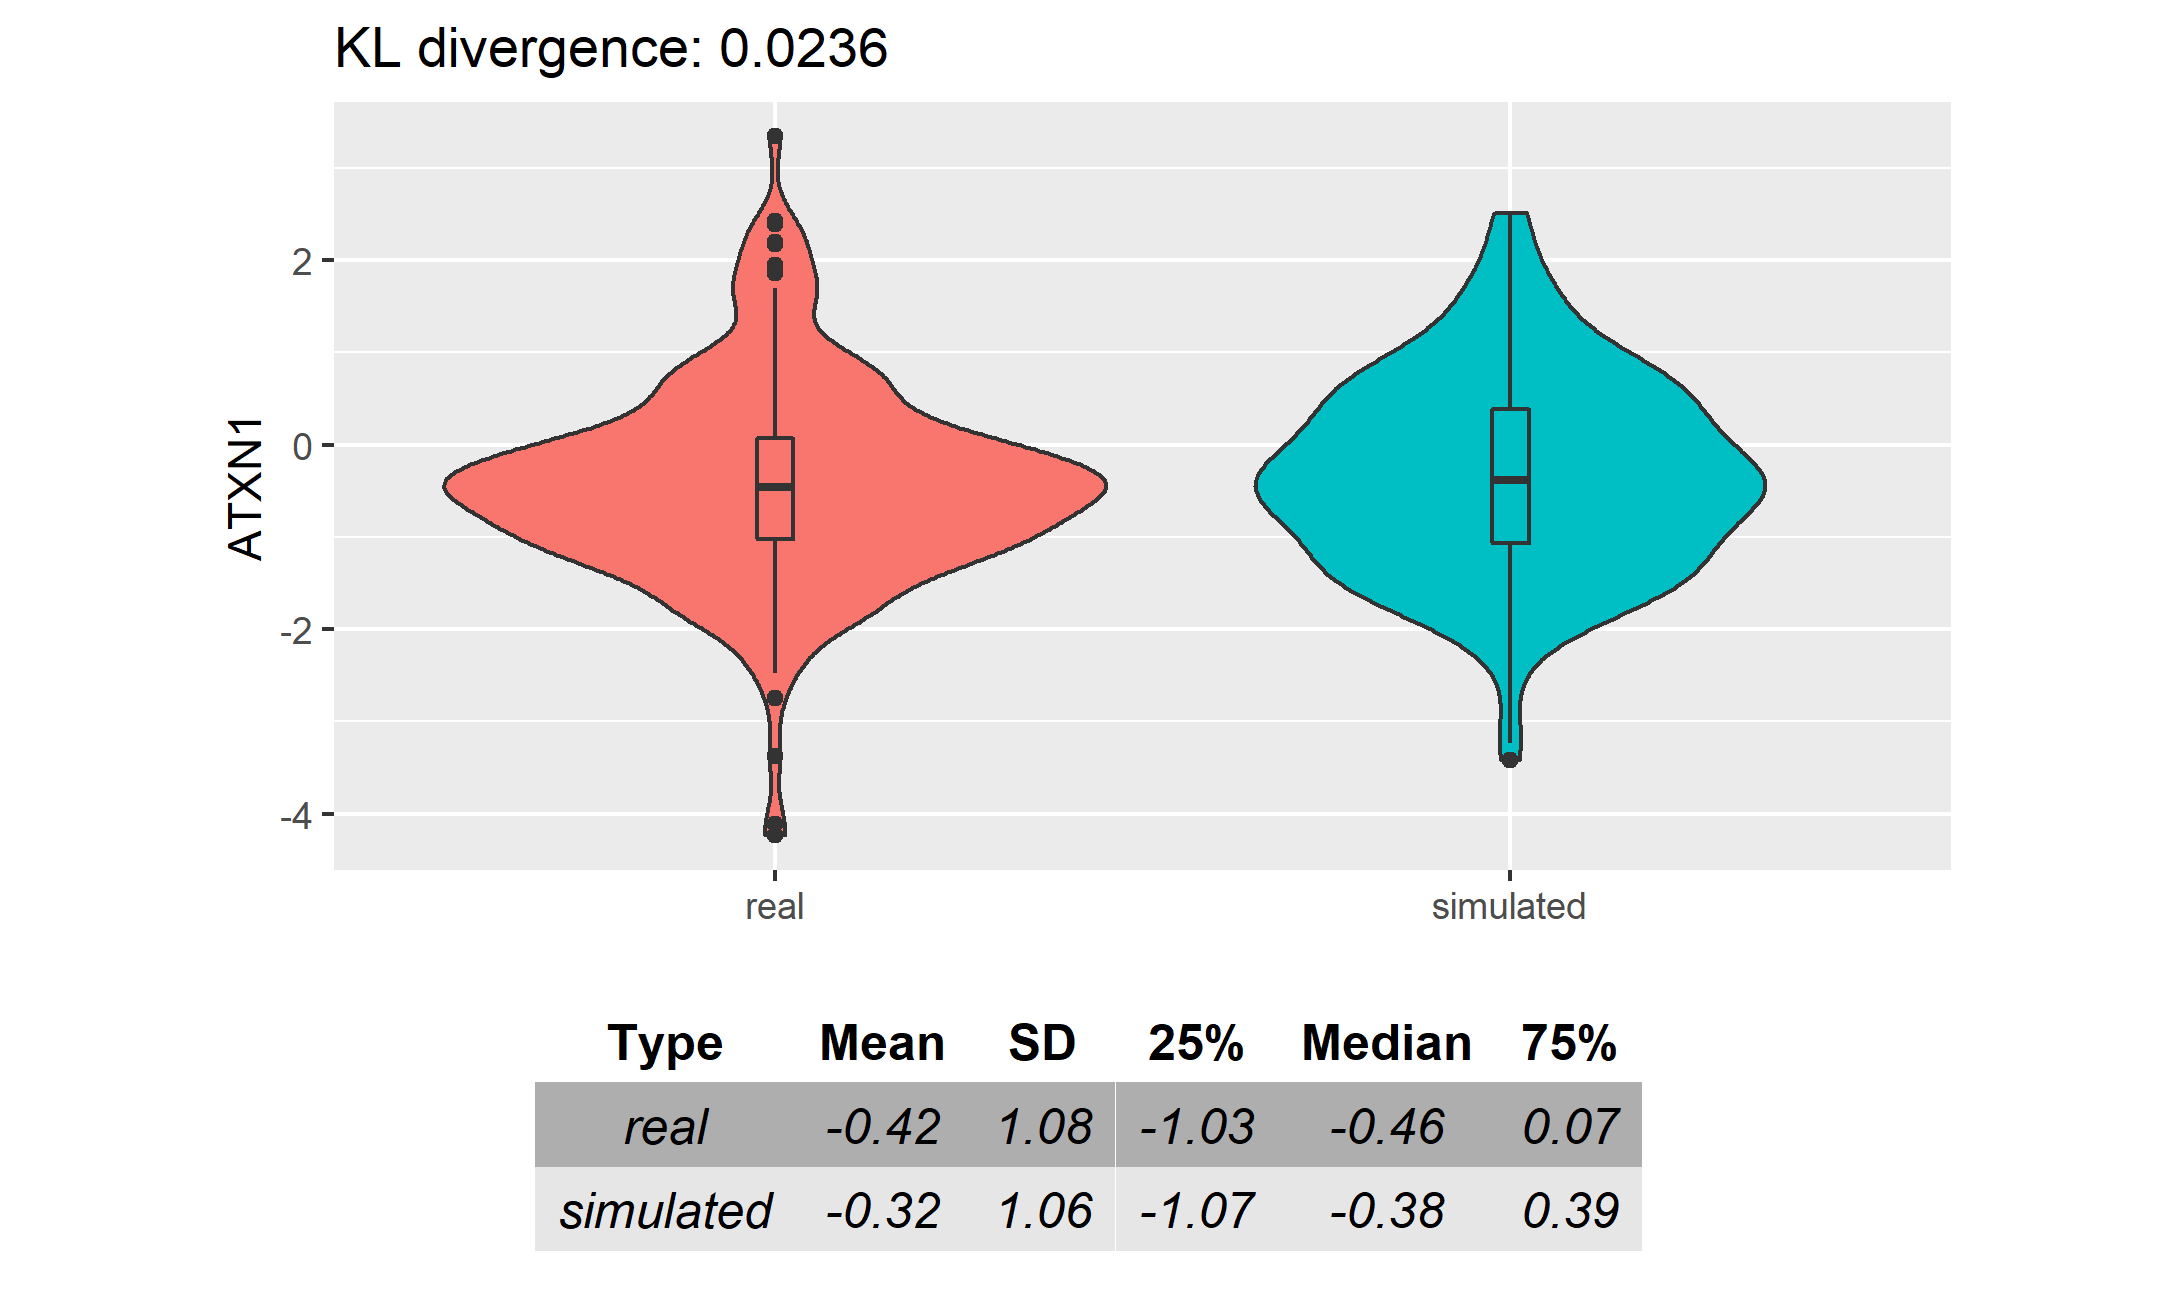 KL divergence: 0.0236
ATXN1
2
0
-2
-4
real simulated
Type Mean SD 25% Median 75%
real -0.42 1.08 -1.03 -0.46 0.07
simulated -0.32 1.06 -1.07 -0.38 0.39